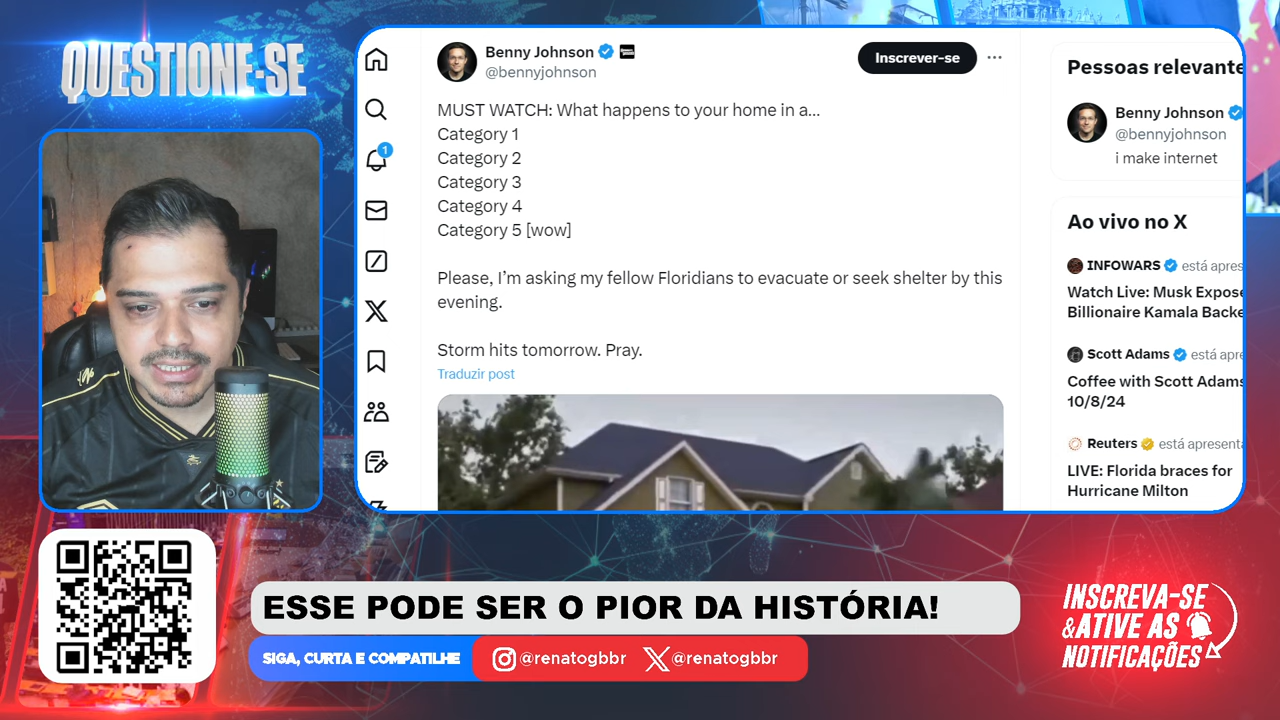 QUESTIONE-SE
Benny Johnson
@bennyjohnson
Inscrever-se
MUST WATCH: What happens to your home in a...
Category 1
Category 2
Category 3
Category 4
Category 5 [wow]
Please, I'm asking my fellow Floridians to evacuate or seek shelter by this
evening.
Storm hits tomorrow. Pray.
Traduzir post
1
Pessoas relevante
Benny Johnson
@bennyjohnson
i make internet
Ao vivo no X
INFOWARS está apres
Watch Live: Musk Expose
Billionaire Kamala Backe
Scott Adams está apre
Coffee with Scott Adams
10/8/24
Reuters está apresenta
LIVE: Florida braces for
Hurricane Milton
ESSE PODE SER O PIOR DA HISTÓRIA!
SIGA, CURTA E COMPATILHE
@renatogbbr
@renatogbbr
INSCREVA-SE
&ATIVE AS
NOTIFICAÇÕES